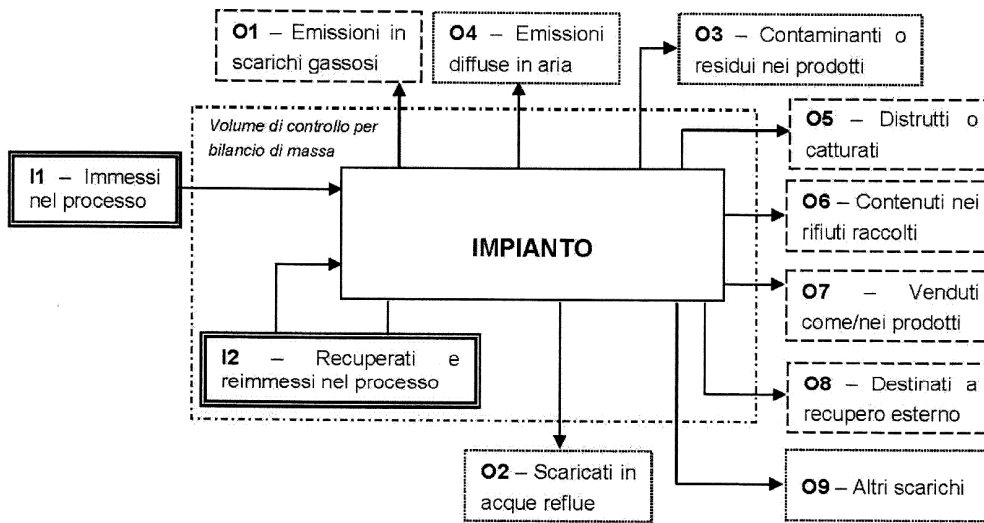 O1 – Emissioni in
scarichi gassosi
O4 – Emissioni
diffuse in aria
O3 – Contaminanti o
residui nei prodotti
Volume di controllo per
bilancio di massa
O5 – Distrutti o
catturati
I1 – Immessi
nel processo
O6 – Contenuti nei
rifiuti raccolti
IMPIANTO
O7 – Venduti
come/nei prodotti
I2 – Recuperati e
reimmessi nel processo
O8 – Destinati a
recupero esterno
O2 – Scaricati in
acque reflue
O9 – Altri scarichi